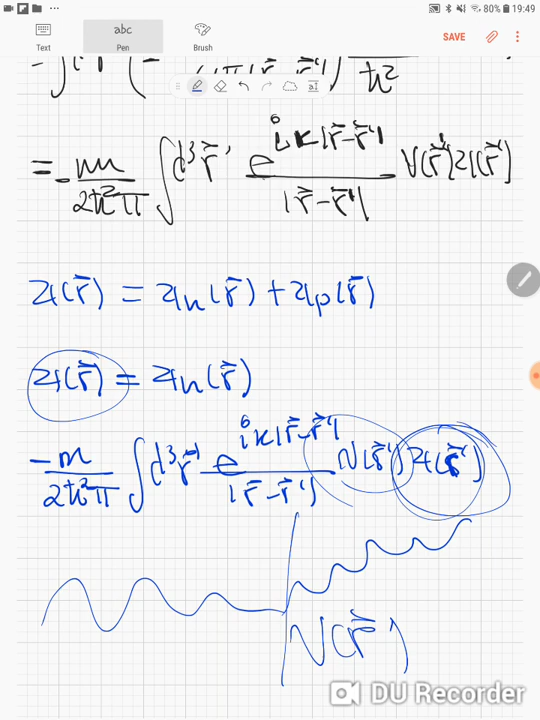 80% 19:49
Text
abc
Pen
Brush
SAVE
ħ²
= -m/(2ħ²π) ∫d³r⃗' e^{ik|r⃗-r⃗'|}/|r⃗-r⃗'| V(r⃗')ψ(r⃗')
ψ(r⃗) = ψₕ(r⃗) + ψₚ(r⃗)
ψ(r⃗) = ψₕ(r⃗)
-m/(2ħ²π) ∫d³r⃗' e^{ik|r⃗-r⃗'|}/|r⃗-r⃗'| V(r⃗')ψ(r⃗')
V(r⃗)
DU Recorder